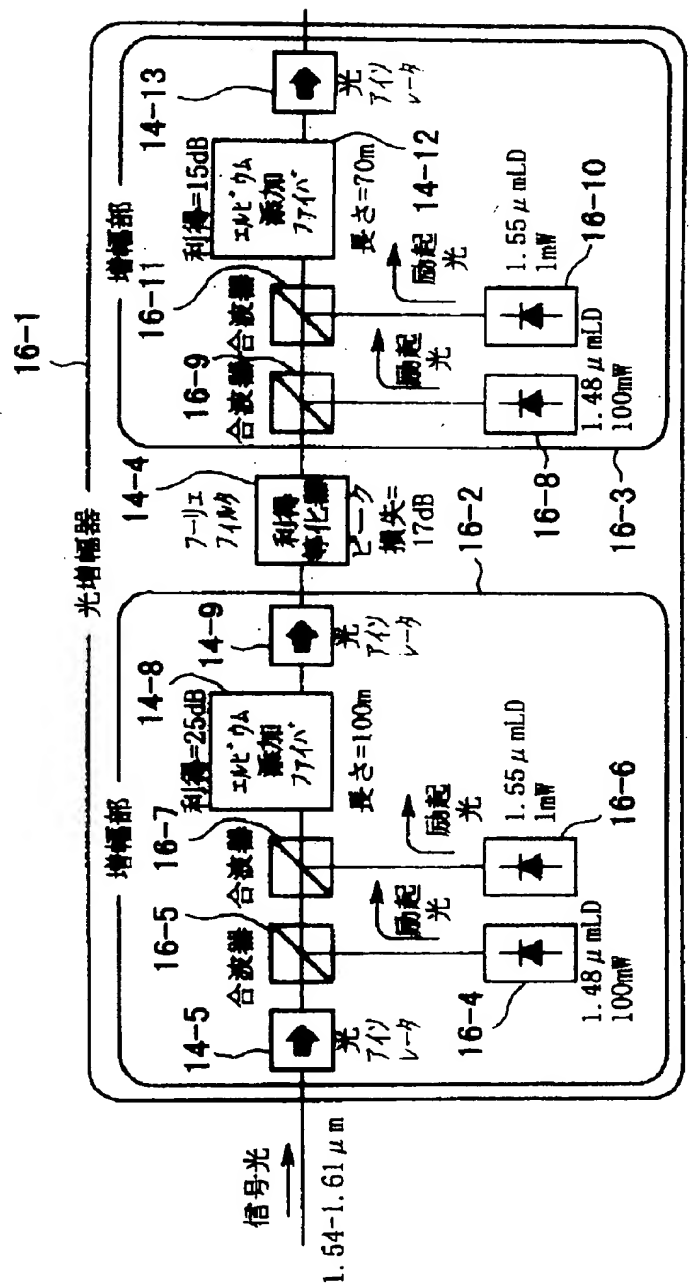 16-1
光増幅器
増幅部
14-8
利得=25dB
エルビウム
添加
ファイバ
長さ=100m
16-7
合波器
16-5
合波器
14-5
光
アイソ
レータ
14-9
光
アイソ
レータ
信号光
1.54-1.61μm
励起
光
励起
光
1.48μmLD
100mW
16-4
1.55μmLD
1mW
16-6
16-2
14-4
フーリェ
フィルタ
利得
等化器
ピーク
損失=
17dB
増幅部
利得=15dB
エルビウム
添加
ファイバ
14-12
長さ=70m
16-11
合波器
16-9
合波器
14-13
光
アイソ
レータ
励起
光
励起
光
1.48μmLD
100mW
16-8
1.55μmLD
1mW
16-10
16-3